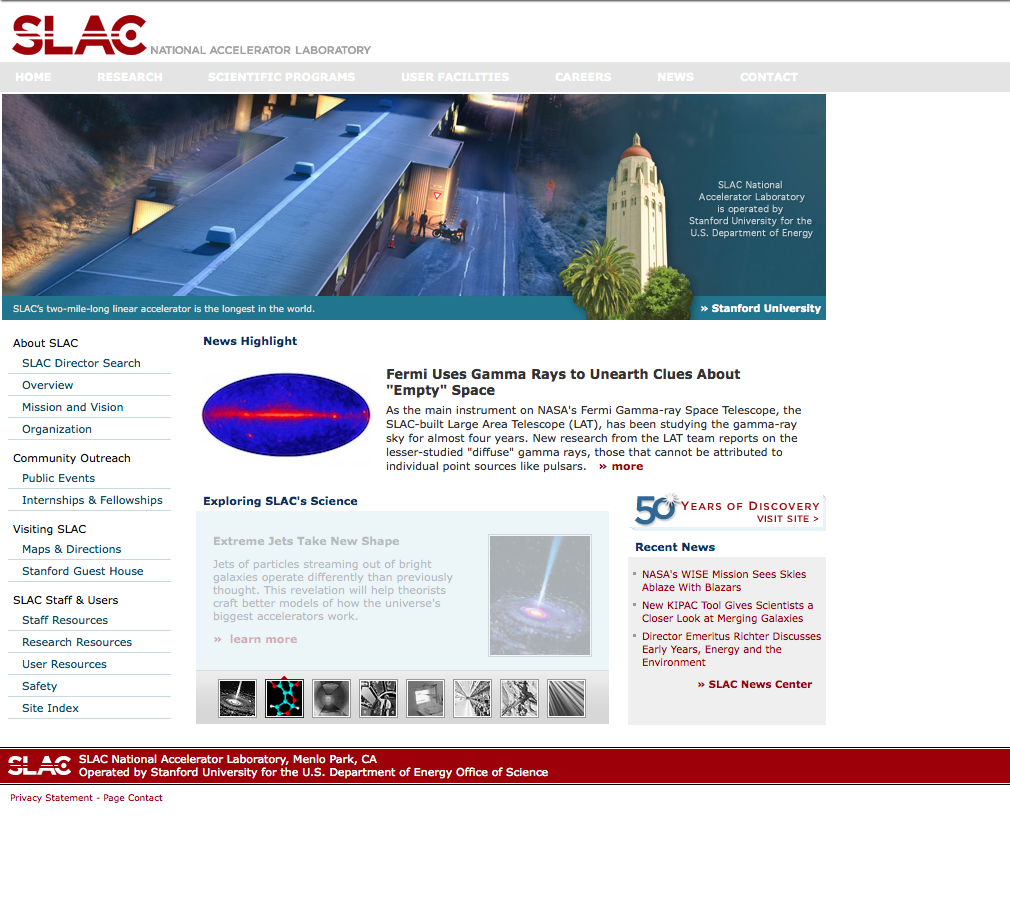 SLAC NATIONAL ACCELERATOR LABORATORY
HOME RESEARCH SCIENTIFIC PROGRAMS USER FACILITIES CAREERS NEWS CONTACT
SLAC National
Accelerator Laboratory
is operated by
Stanford University for the
U.S. Department of Energy
SLAC's two-mile-long linear accelerator is the longest in the world.
» Stanford University
About SLAC
SLAC Director Search
Overview
Mission and Vision
Organization
Community Outreach
Public Events
Internships & Fellowships
Visiting SLAC
Maps & Directions
Stanford Guest House
SLAC Staff & Users
Staff Resources
Research Resources
User Resources
Safety
Site Index
News Highlight
Fermi Uses Gamma Rays to Unearth Clues About
"Empty" Space
As the main instrument on NASA's Fermi Gamma-ray Space Telescope, the
SLAC-built Large Area Telescope (LAT), has been studying the gamma-ray
sky for almost four years. New research from the LAT team reports on the
lesser-studied "diffuse" gamma rays, those that cannot be attributed to
individual point sources like pulsars. » more
Exploring SLAC's Science
Extreme Jets Take New Shape
Jets of particles streaming out of bright
galaxies operate differently than previously
thought. This revelation will help theorists
craft better models of how the universe's
biggest accelerators work.
» learn more
50 YEARS OF DISCOVERY
VISIT SITE >
Recent News
NASA's WISE Mission Sees Skies
Ablaze With Blazars
New KIPAC Tool Gives Scientists a
Closer Look at Merging Galaxies
Director Emeritus Richter Discusses
Early Years, Energy and the
Environment
» SLAC News Center
SLAC
SLAC National Accelerator Laboratory, Menlo Park, CA
Operated by Stanford University for the U.S. Department of Energy Office of Science
Privacy Statement - Page Contact